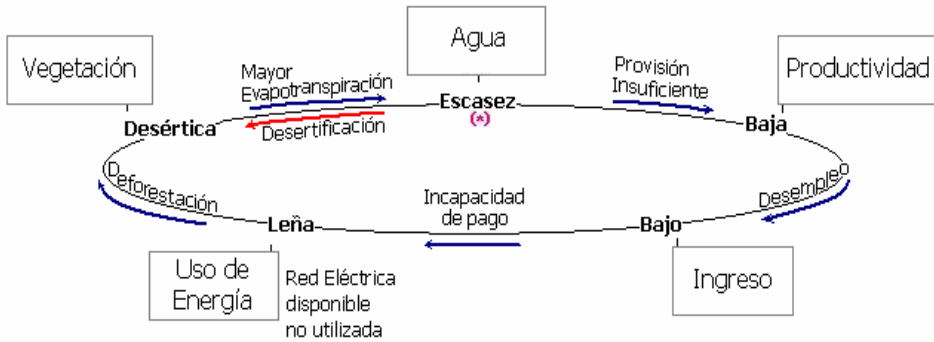 Agua
Vegetación
Productividad
Mayor
Evapotranspiración
Provisión
Insuficiente
Escasez
(*)
Desértica
Desertificación
Baja
Deforestación
Desempleo
Incapacidad
de pago
Leña
Bajo
Uso de
Energía
Red Eléctrica
disponible
no utilizada
Ingreso